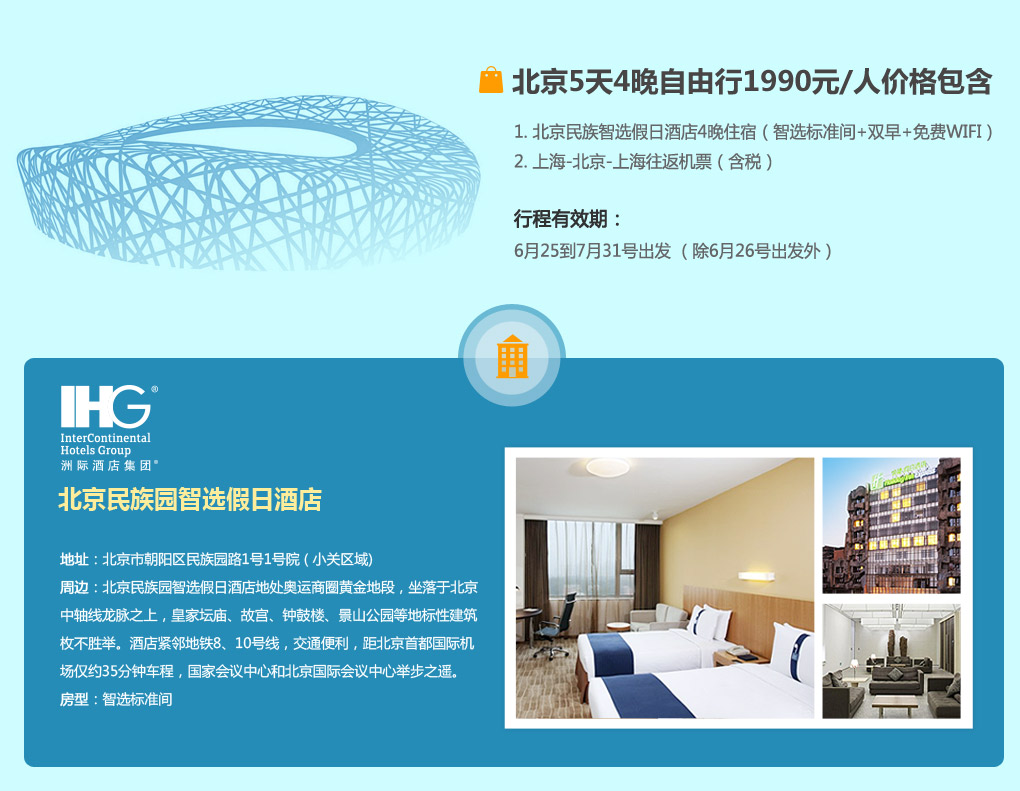 北京5天4晚自由行1990元/人价格包含
1. 北京民族智选假日酒店4晚住宿（智选标准间+双早+免费WIFI）
2. 上海-北京-上海往返机票（含税）
行程有效期：
6月25到7月31号出发 （除6月26号出发外）
IHG®
InterContinental
Hotels Group
洲际酒店集团®
北京民族园智选假日酒店
地址：北京市朝阳区民族园路1号1号院 ( 小关区域)
周边：北京民族园智选假日酒店地处奥运商圈黄金地段，坐落于北京
中轴线龙脉之上，皇家坛庙、故宫、钟鼓楼、景山公园等地标性建筑
枚不胜举。酒店紧邻地铁8、10号线，交通便利，距北京首都国际机
场仅约35分钟车程，国家会议中心和北京国际会议中心举步之遥。
房型：智选标准间